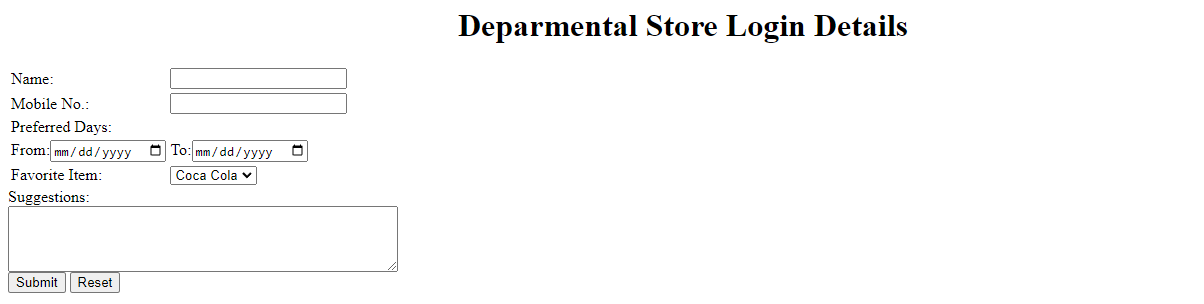 Deparmental Store Login Details
Name:
Mobile No.:
Preferred Days:
From: mm/dd/yyyy To: mm/dd/yyyy
Favorite Item: Coca Cola
Suggestions:
Submit Reset